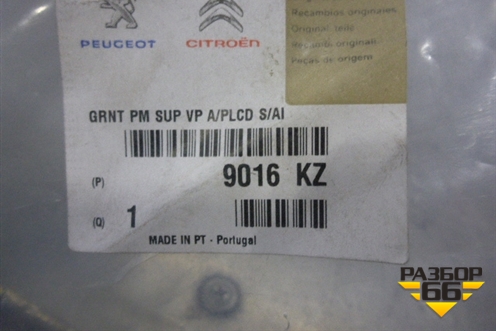 Recambios originales
Original teile
Ricambi originali
Peças de origem
PEUGEOT
CITROËN
GRNT PM SUP VP A/PLCD S/AI
(P)
9016 KZ
(Q)
1
MADE IN PT - Portugal
РАЗБОР
66